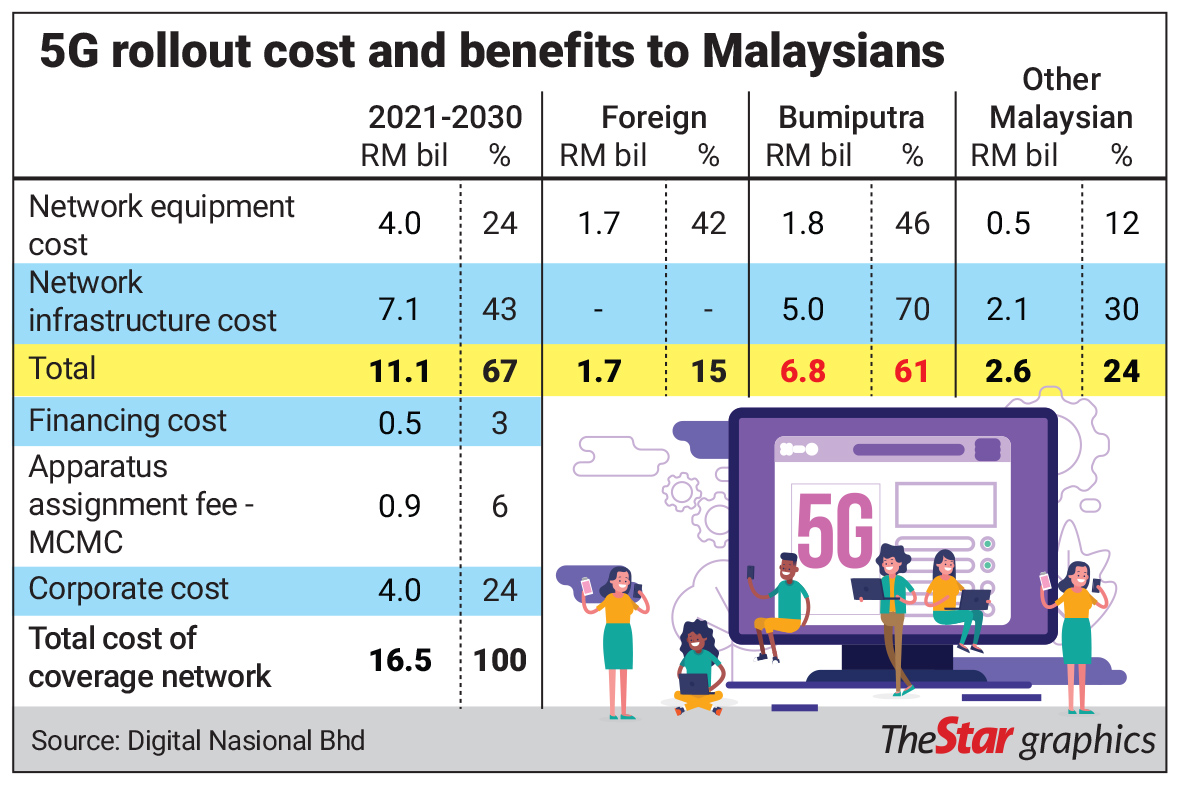 5G rollout cost and benefits to Malaysians
2021-2030 Foreign Bumiputra Other Malaysian
RM bil % RM bil % RM bil % RM bil %
Network equipment
cost 4.0 24 1.7 42 1.8 46 0.5 12
Network
infrastructure cost 7.1 43 - - 5.0 70 2.1 30
Total 11.1 67 1.7 15 6.8 61 2.6 24
Financing cost 0.5 3
Apparatus
assignment fee - 0.9 6
MCMC
Corporate cost 4.0 24
Total cost of
coverage network 16.5 100
5G
Source: Digital Nasional Bhd
TheStar graphics